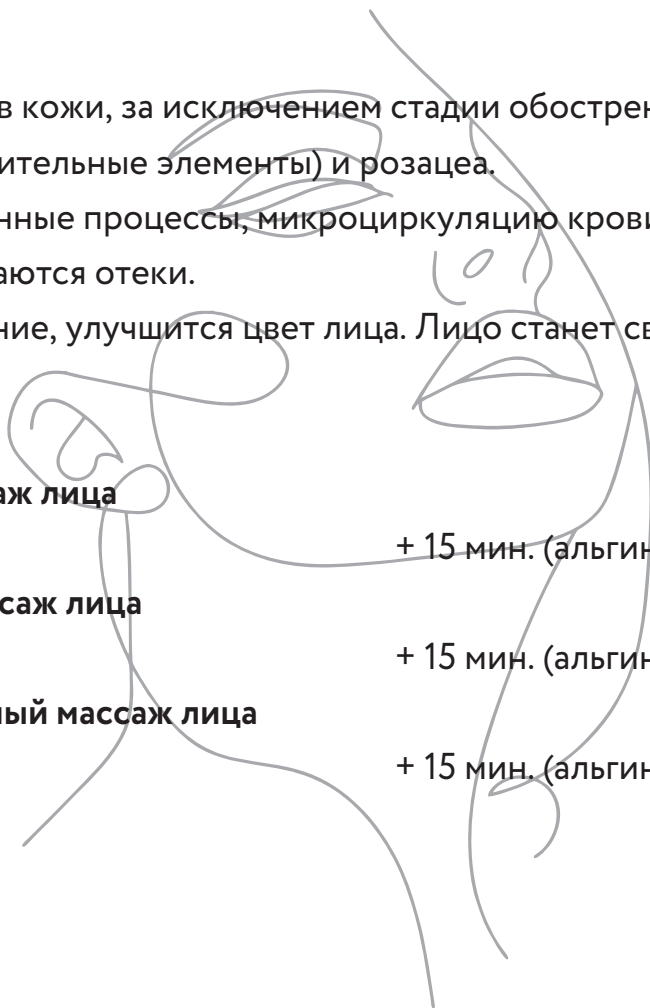 в кожи, за исключением стадии обострен
ительные элементы) и розацеа.
нные процессы, микроциркуляцию крови
аются отеки.
ние, улучшится цвет лица. Лицо станет св
аж лица
+ 15 мин. (альгин
саж лица
+ 15 мин. (альгин
ый массаж лица
+ 15 мин. (альгин